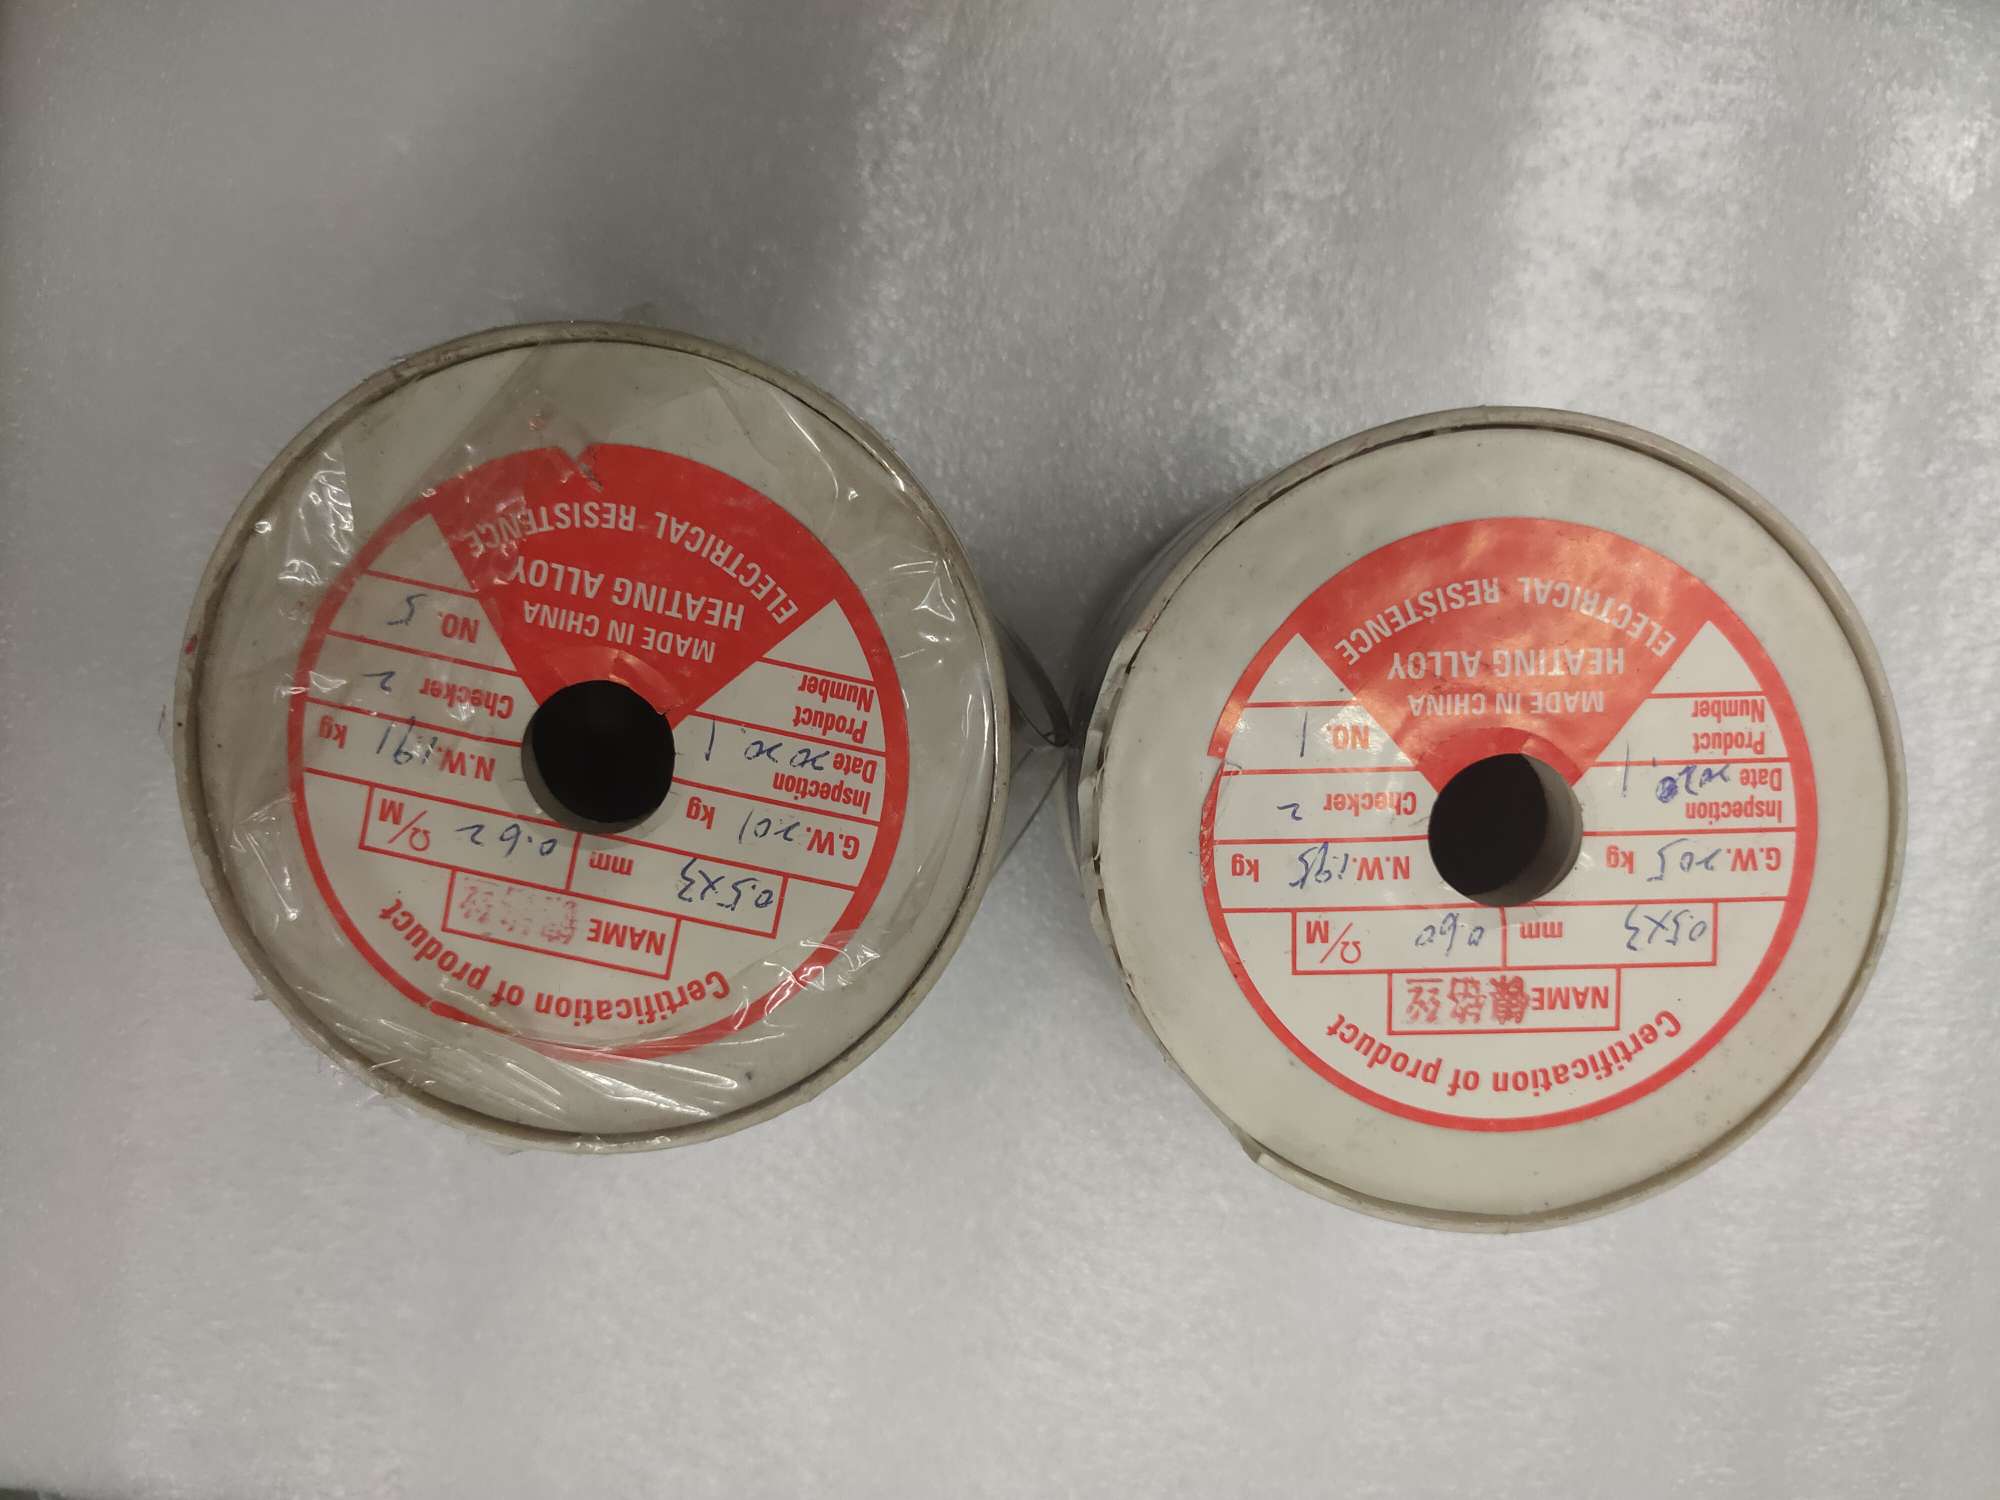 Certification of product
NAME 镍铬丝
0.5X3 mm 0.60 Ω/M
G.W. 2.05 kg N.W. 1.95 kg
Inspection
Date 2020.1
Checker 2
Product
Number
NO. 1
MADE IN CHINA
HEATING ALLOY
ELECTRICAL RESISTENCE
Certification of product
NAME
0.5X3 mm 0.62 Ω/M
G.W. 2.01 kg N.W. 1.91 kg
Inspection
Date 2020.1
Checker 2
Product
Number
NO. 5
MADE IN CHINA
HEATING ALLOY
ELECTRICAL RESISTENCE